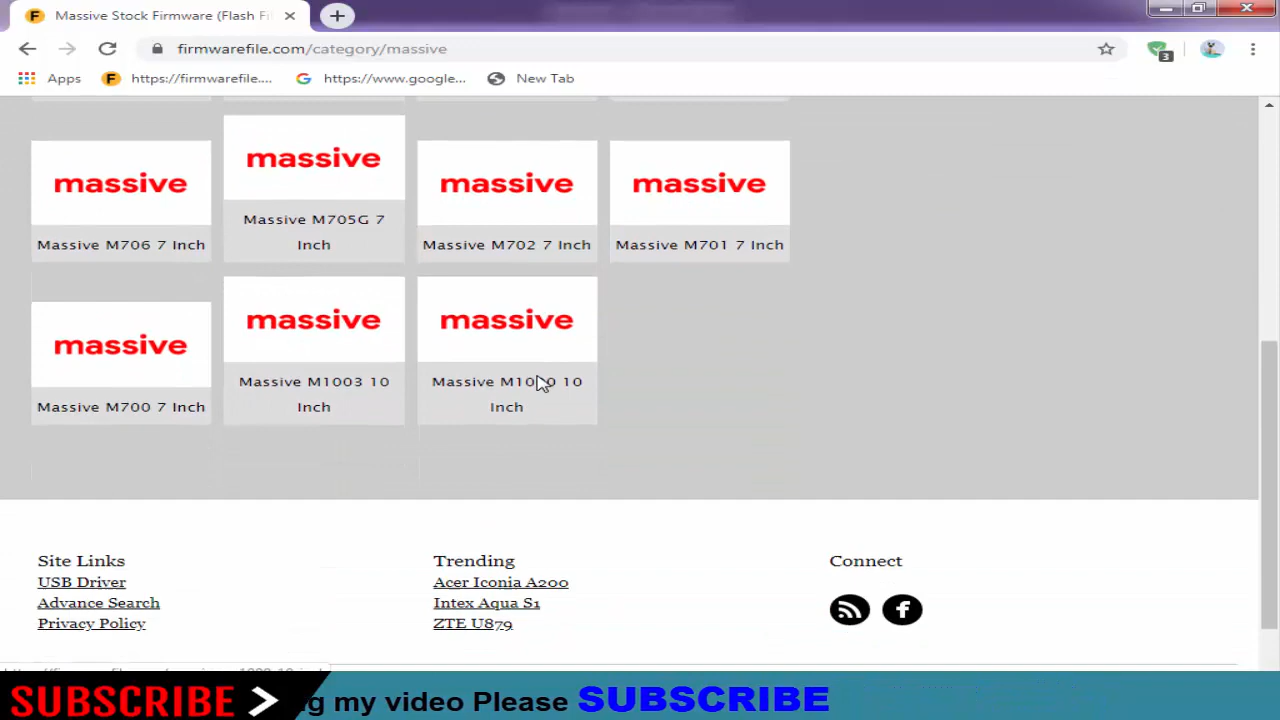 Massive Stock Firmware (Flash Fi
firmwarefile.com/category/massive
3
Apps
https://firmwarefile....
https://www.google...
New Tab
massive
massive
massive
massive
Massive M706 7 Inch
Massive M705G 7
Inch
Massive M702 7 Inch
Massive M701 7 Inch
massive
massive
massive
Massive M700 7 Inch
Massive M1003 10
Inch
Massive 10
Inch
Site Links
USB Driver
Advance Search
Privacy Policy
Trending
Acer Iconia A200
Intex Aqua S1
ZTE U879
Connect
SUBSCRIBE
my video Please SUBSCRIBE